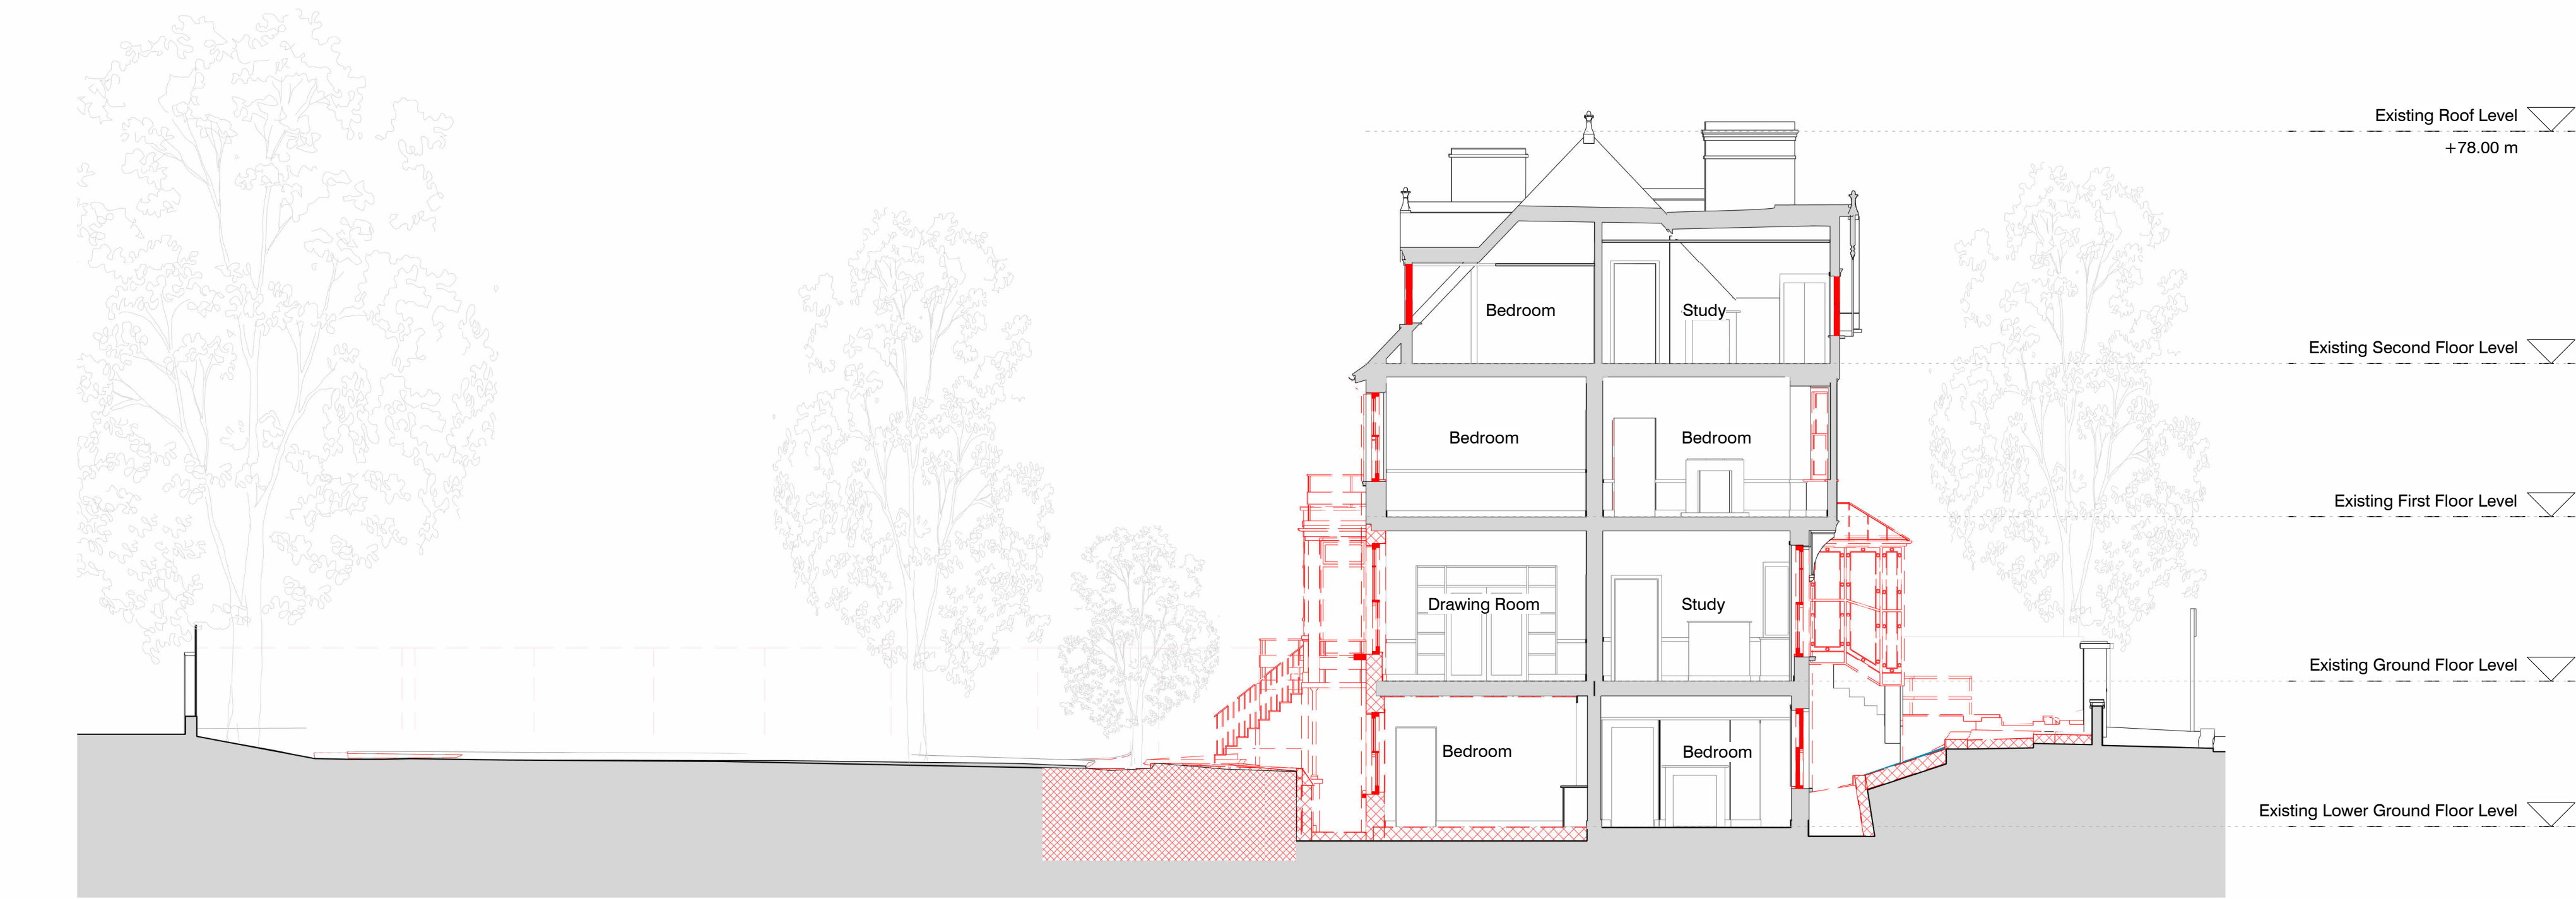 Existing Roof Level
+78.00 m
Bedroom
Study
Existing Second Floor Level
Bedroom
Bedroom
Existing First Floor Level
Drawing Room
Study
Existing Ground Floor Level
Bedroom
Bedroom
Existing Lower Ground Floor Level